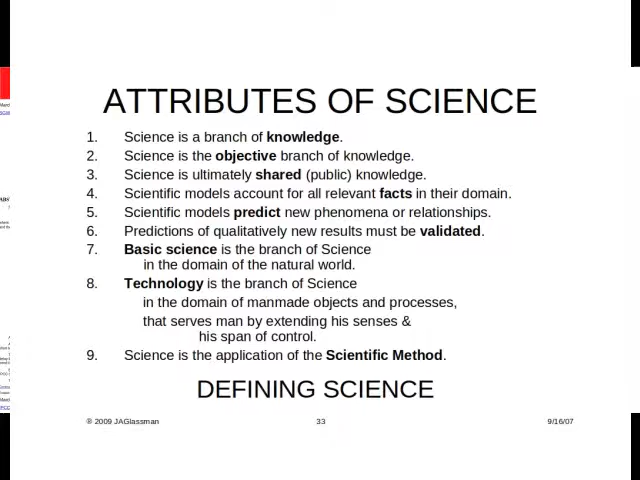 ATTRIBUTES OF SCIENCE
1. Science is a branch of knowledge.
2. Science is the objective branch of knowledge.
3. Science is ultimately shared (public) knowledge.
4. Scientific models account for all relevant facts in their domain.
5. Scientific models predict new phenomena or relationships.
6. Predictions of qualitatively new results must be validated.
7. Basic science is the branch of Science
in the domain of the natural world.
8. Technology is the branch of Science
in the domain of manmade objects and processes,
that serves man by extending his senses &
his span of control.
9. Science is the application of the Scientific Method.
DEFINING SCIENCE
® 2009 JAGlassman 33 9/16/07